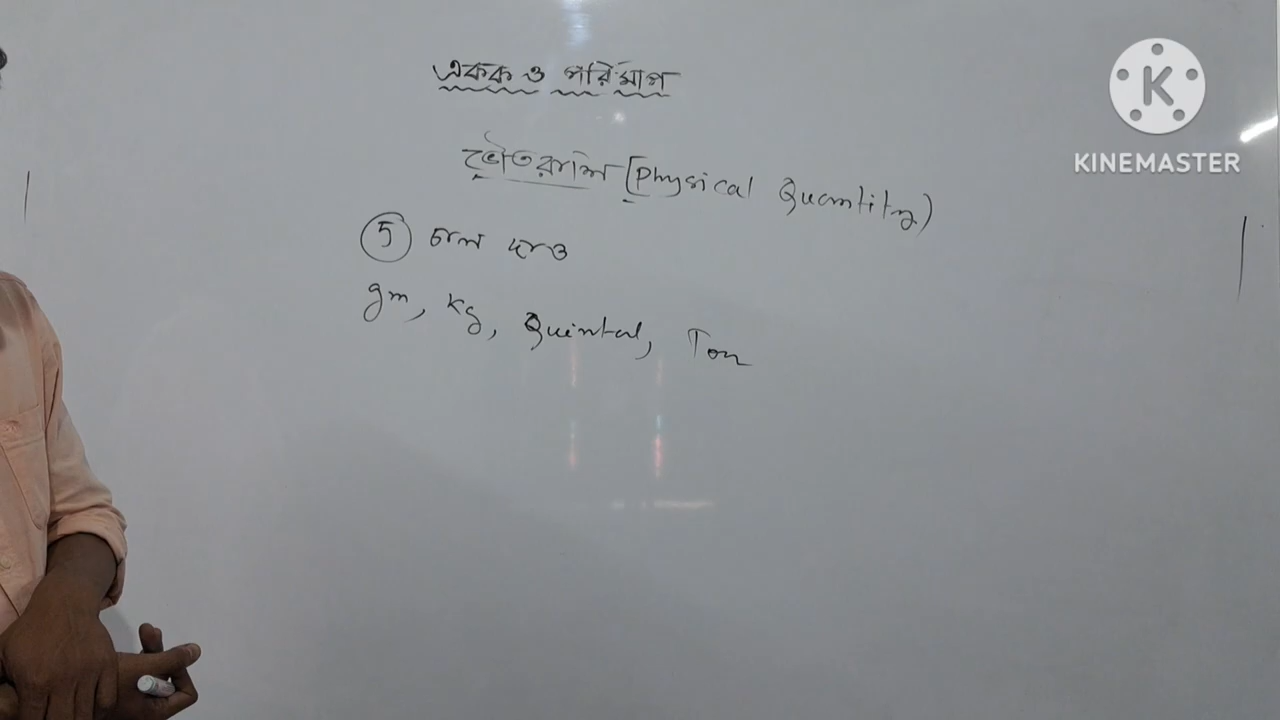 একক ও পরিমাপ
ভৌতরাশি [Physical Quantity)
5 চাল দাও
gm, kg, Quintal, Ton
KINEMASTER